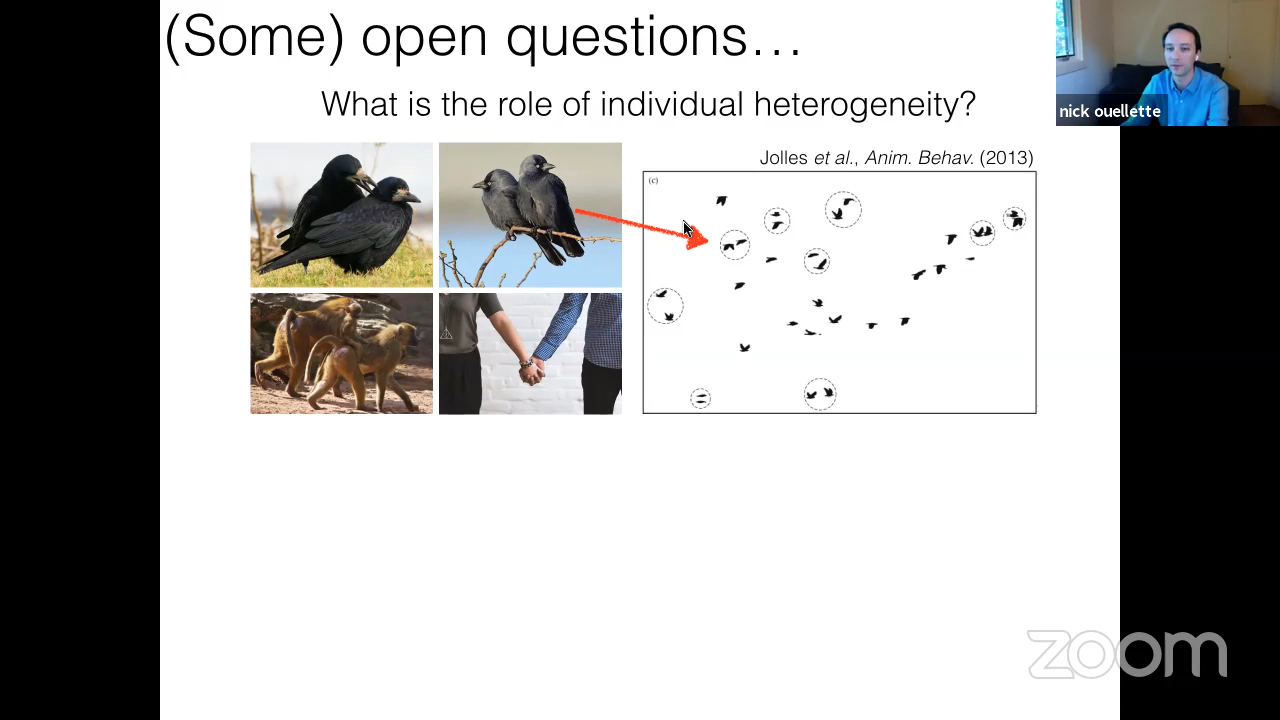 (Some) open questions…
nick ouellette
What is the role of individual heterogeneity?
Jolles et al., Anim. Behav. (2013)
(c)
zoom